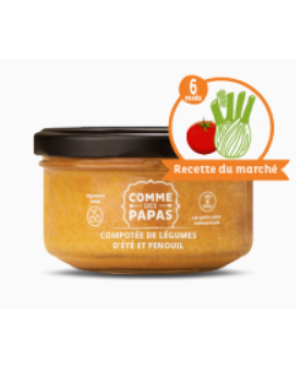 6
mois
Recette du marché
COMME
DES
PAPAS
COMPOTÉE DE LÉGUMES
D'ÉTÉ ET FENOUIL